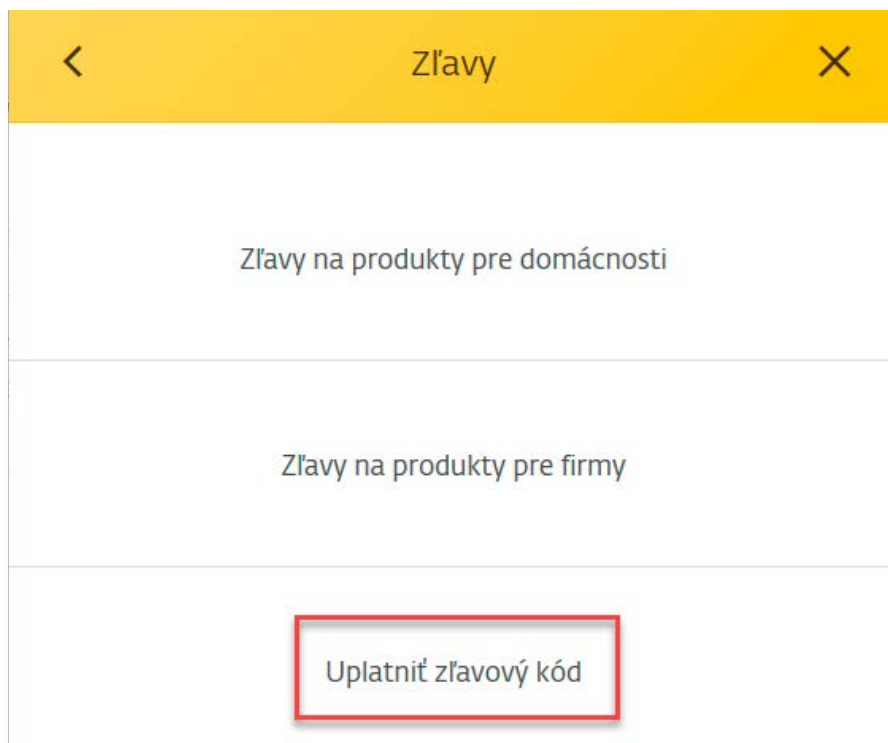 Zľavy
Zľavy na produkty pre domácnosti
Zľavy na produkty pre firmy
Uplatniť zľavový kód